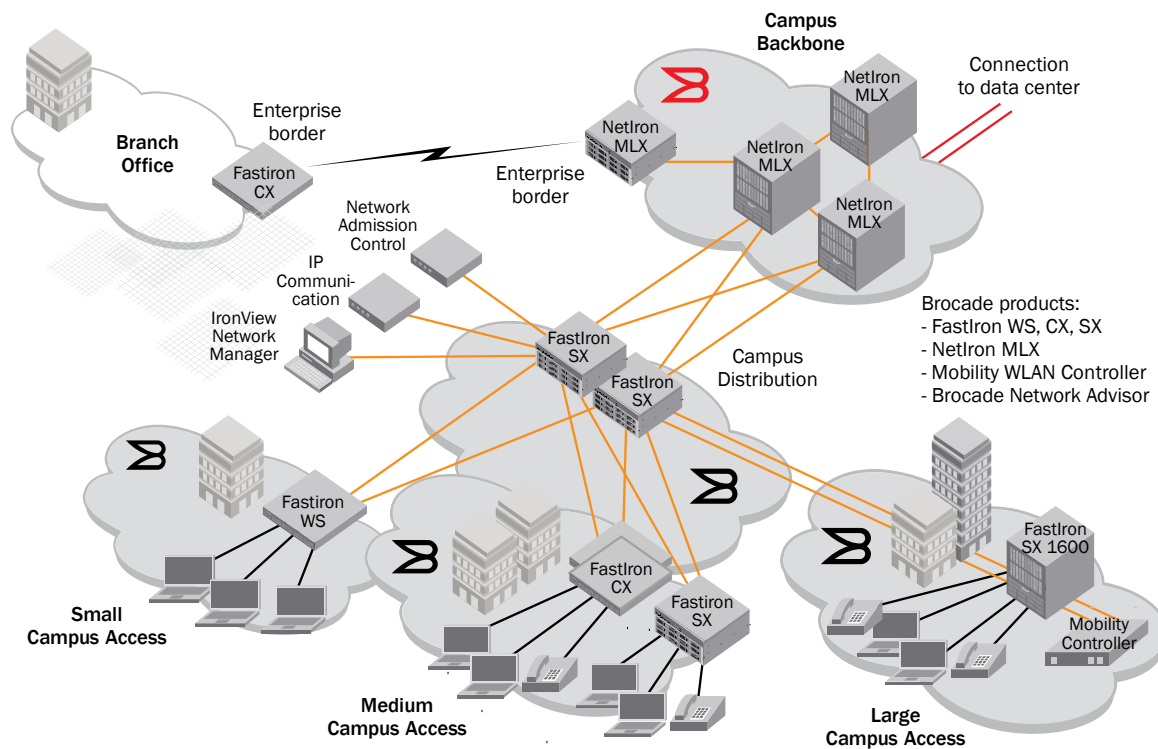 Campus
Backbone
Connection
to data center
NetIron
MLX
NetIron
MLX
NetIron
MLX
NetIron
MLX
Enterprise
border
Branch
Office
FastIron
CX
Enterprise
border
Network
Admission
Control
IP
Communi-
cation
IronView
Network
Manager
FastIron
SX
FastIron
SX
Campus
Distribution
Brocade products:
- FastIron WS, CX, SX
- NetIron MLX
- Mobility WLAN Controller
- Brocade Network Advisor
FastIron
WS
Small
Campus Access
FastIron
CX
FastIron
SX
Medium
Campus Access
FastIron
SX 1600
Mobility
Controller
Large
Campus Access